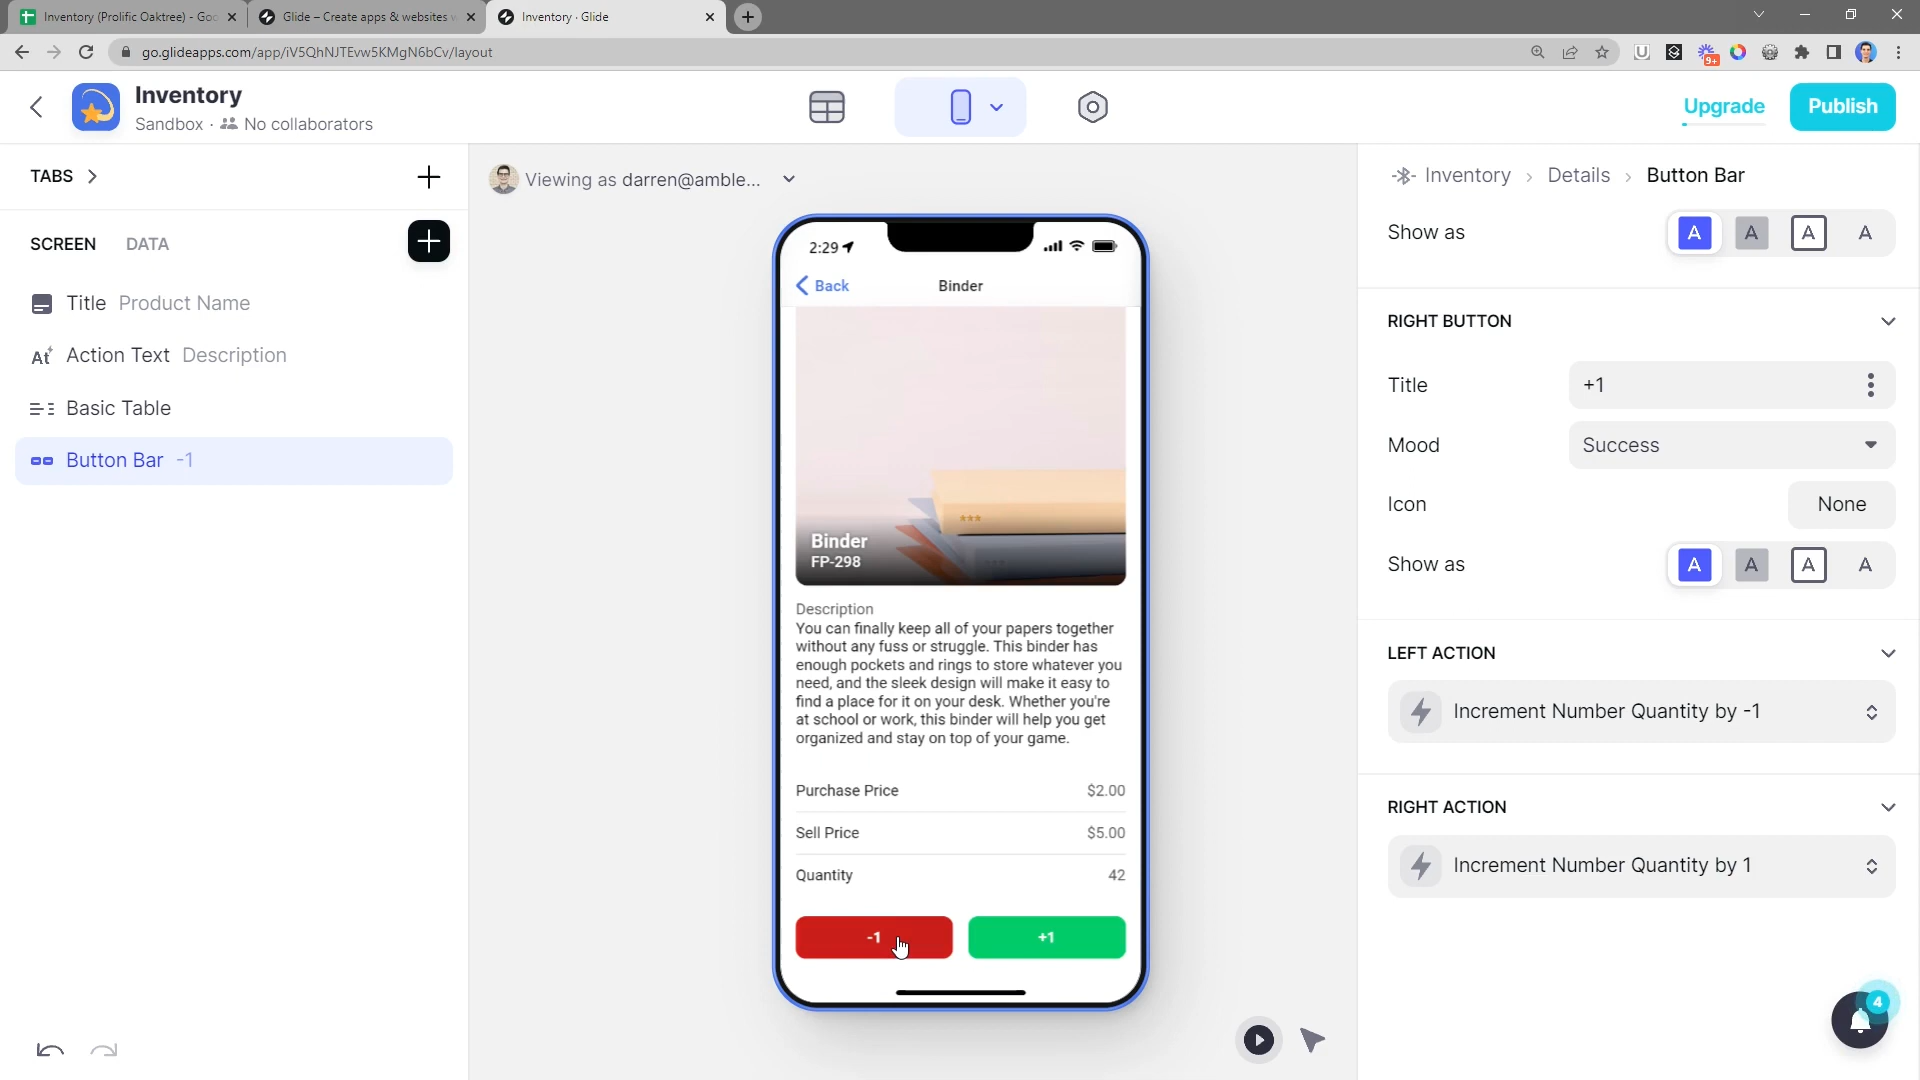 Inventory (Prolific Oaktree) - Goo
Glide – Create apps & websites w
Inventory · Glide
go.glideapps.com/app/iV5QhNJTEvw5KMgN6bCv/layout
9+
Inventory
Sandbox · No collaborators
Upgrade
Publish
TABS
SCREEN
DATA
Title Product Name
Action Text Description
Basic Table
Button Bar -1
Viewing as darren@amble...
2:29
Back
Binder
Binder
FP-298
Description
You can finally keep all of your papers together
without any fuss or struggle. This binder has
enough pockets and rings to store whatever you
need, and the sleek design will make it easy to
find a place for it on your desk. Whether you're
at school or work, this binder will help you get
organized and stay on top of your game.
Purchase Price $2.00
Sell Price $5.00
Quantity 42
-1
+1
Inventory › Details › Button Bar
Show as A A A A
RIGHT BUTTON
Title +1
Mood Success
Icon None
Show as A A A A
LEFT ACTION
Increment Number Quantity by -1
RIGHT ACTION
Increment Number Quantity by 1
4